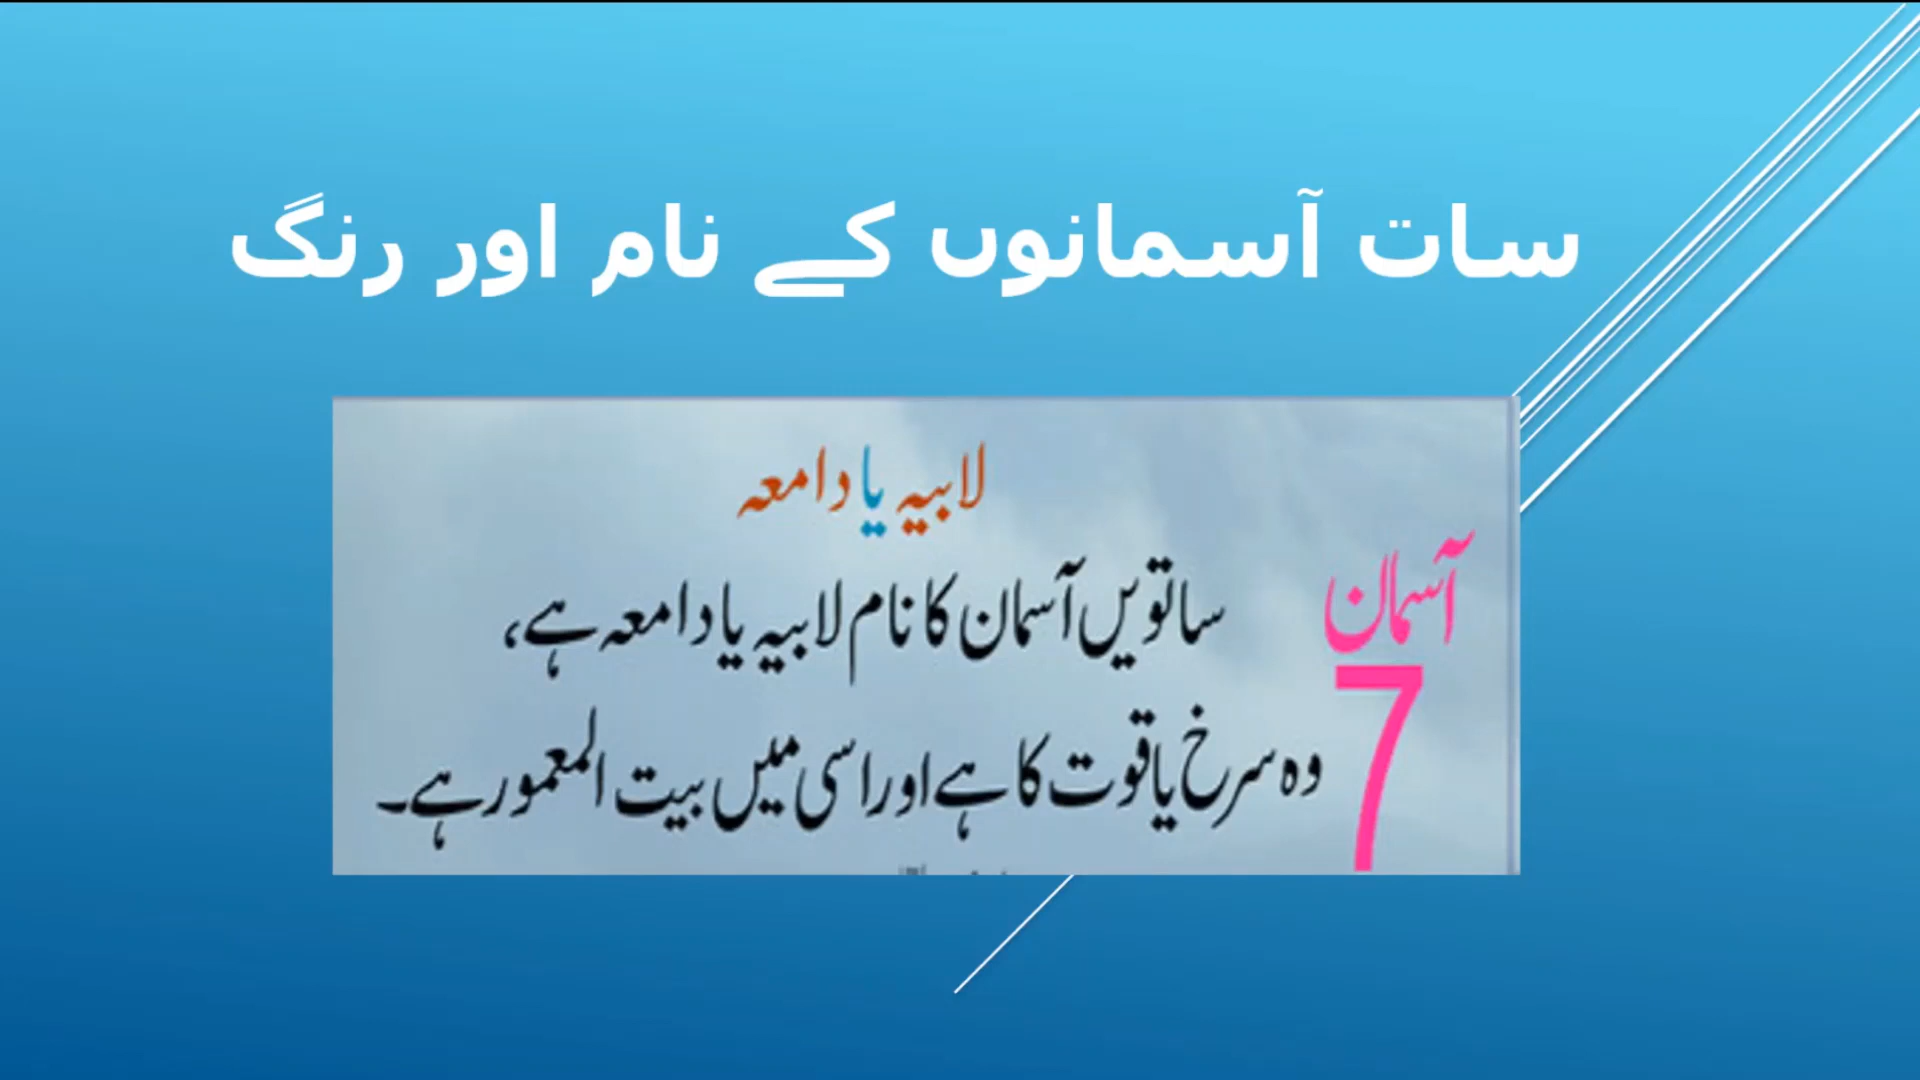 سات آسمانوں کے نام اور رنگ
لابیہ یا دامعہ
آسمان
7
ساتویں آسمان کا نام لابیہ یا دامعہ ہے،
وہ سرخ یاقوت کا ہے اور اسی میں بیت المعمور ہے۔